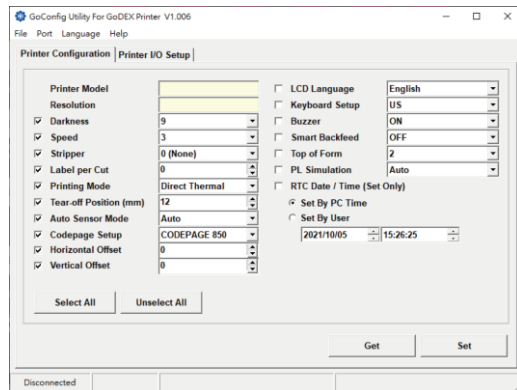 GoConfig Utility For GoDEX Printer V1.006
File Port Language Help
Printer Configuration Printer I/O Setup
Printer Model
Resolution
Darkness 9
Speed 3
Stripper 0 (None)
Label per Cut 0
Printing Mode Direct Thermal
Tear-off Position (mm) 12
Auto Sensor Mode Auto
Codepage Setup CODEPAGE 850
Horizontal Offset 0
Vertical Offset 0
Select All Unselect All
LCD Language English
Keyboard Setup US
Buzzer ON
Smart Backfeed OFF
Top of Form 2
PL Simulation Auto
RTC Date / Time (Set Only)
Set By PC Time
Set By User
2021/10/05 15:26:25
Get Set
Disconnected